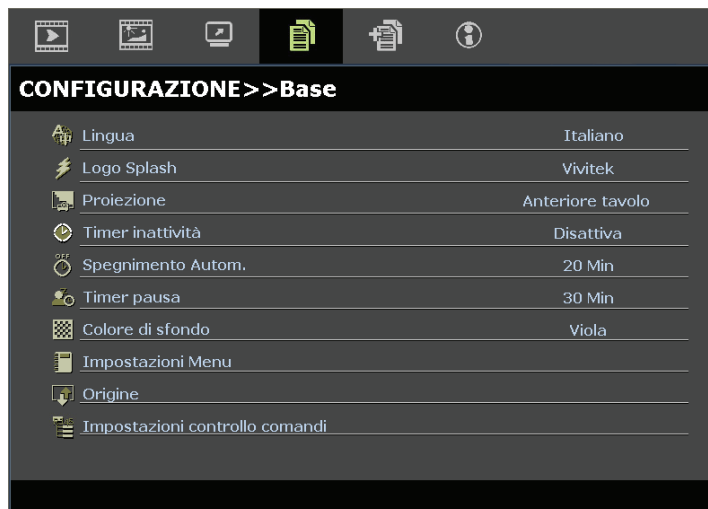 CONFIGURAZIONE>>Base
Lingua Italiano
Logo Splash Vivitek
Proiezione Anteriore tavolo
Timer inattività Disattiva
OFF
Spegnimento Autom. 20 Min
Timer pausa 30 Min
Colore di sfondo Viola
Impostazioni Menu
Origine
Impostazioni controllo comandi